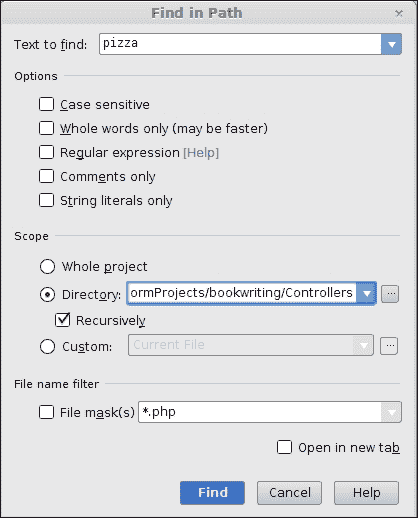 Find in Path
Text to find: pizza
Options
Case sensitive
Whole words only (may be faster)
Regular expression [Help]
Comments only
String literals only
Scope
Whole project
Directory: ormProjects/bookwriting/Controllers ...
Recursively
Custom: Current File ...
File name filter
File mask(s) *.php
Open in new tab
Find Cancel Help